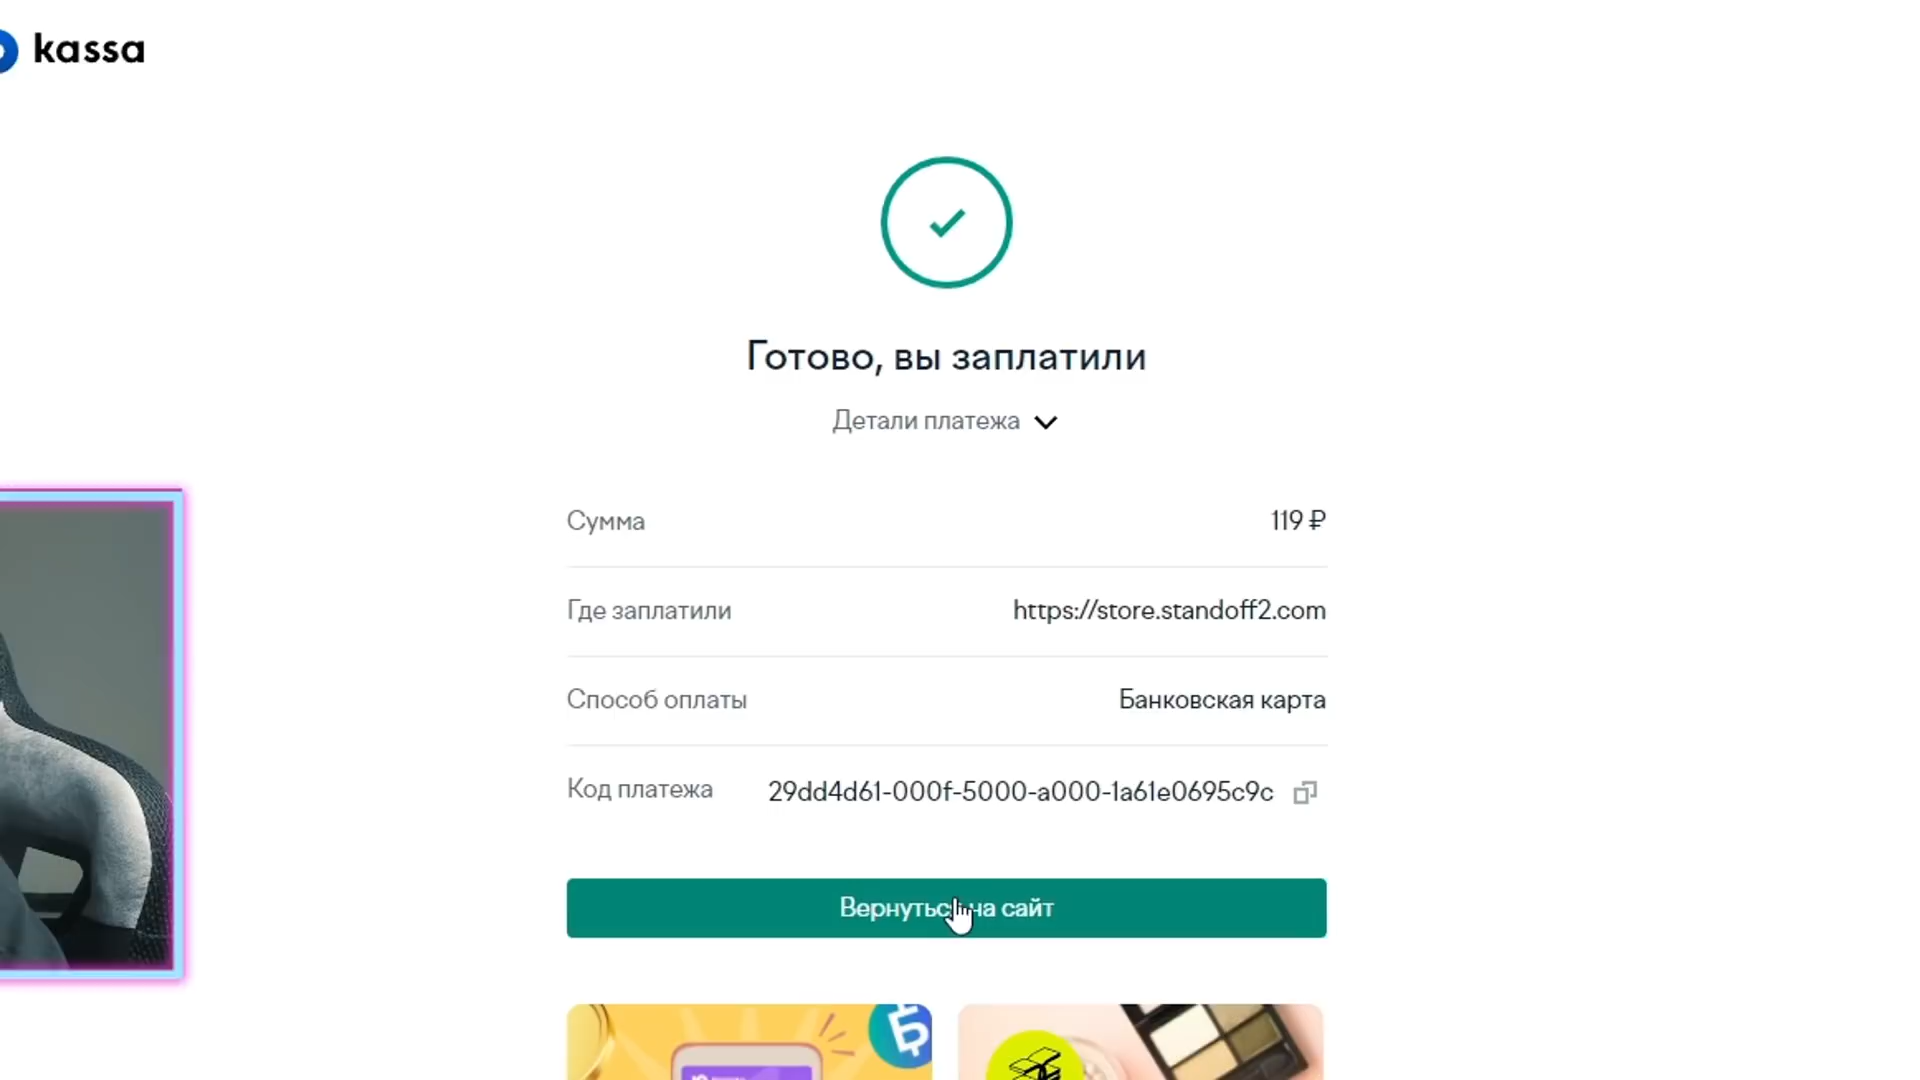 kassa
Готово, вы заплатили
Детали платежа
Сумма 119 ₽
Где заплатили https://store.standoff2.com
Способ оплаты Банковская карта
Код платежа 29dd4d61-000f-5000-a000-1a61e0695c9c
Вернуться на сайт